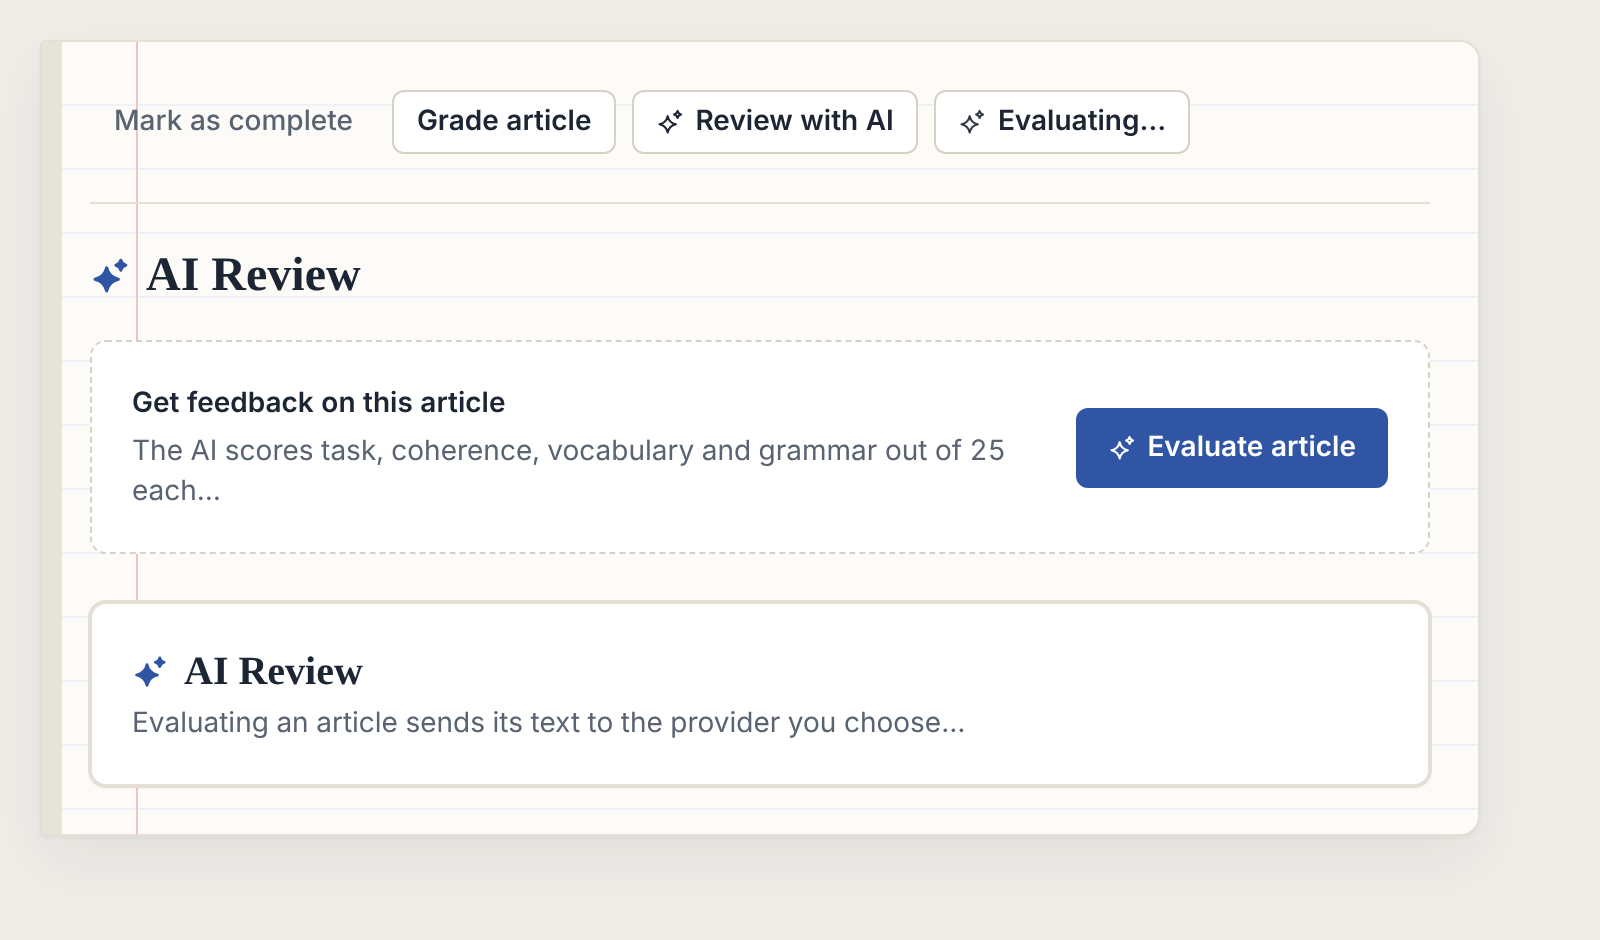 Mark as complete
Grade article
Review with AI
Evaluating...
AI Review
Get feedback on this article
The AI scores task, coherence, vocabulary and grammar out of 25
each...
Evaluate article
AI Review
Evaluating an article sends its text to the provider you choose...